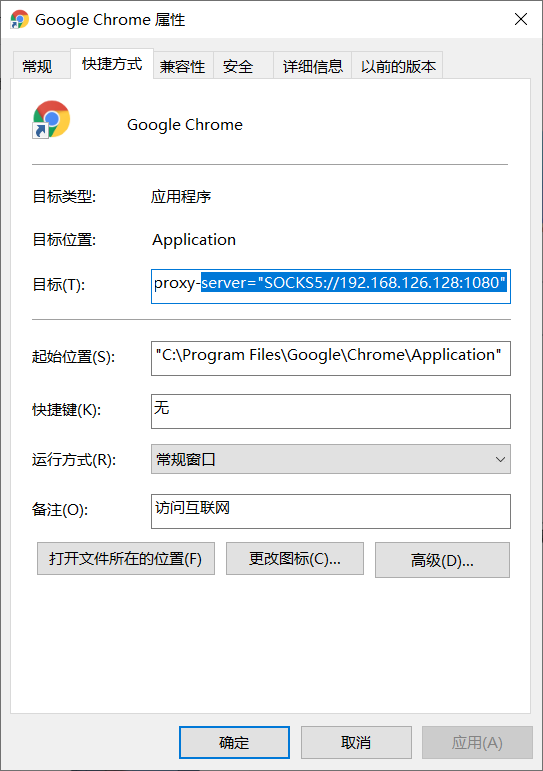 Google Chrome 属性
常规 快捷方式 兼容性 安全 详细信息 以前的版本
Google Chrome
目标类型: 应用程序
目标位置: Application
目标(T): proxy-server="SOCKS5://192.168.126.128:1080"
起始位置(S): "C:\Program Files\Google\Chrome\Application"
快捷键(K): 无
运行方式(R): 常规窗口
备注(O): 访问互联网
打开文件所在的位置(F) 更改图标(C)... 高级(D)...
确定 取消 应用(A)